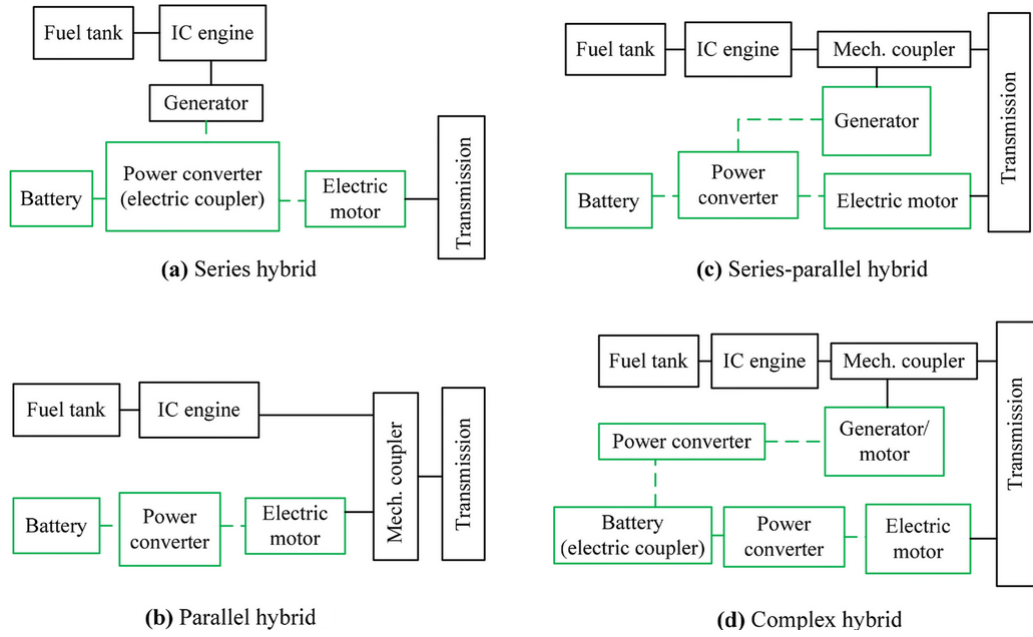 Fuel tank
IC engine
Generator
Battery
Power converter
(electric coupler)
Electric
motor
Transmission
(a) Series hybrid
Fuel tank
IC engine
Battery
Power
converter
Electric
motor
Mech. coupler
Transmission
(b) Parallel hybrid
Fuel tank
IC engine
Mech. coupler
Generator
Battery
Power
converter
Electric motor
Transmission
(c) Series-parallel hybrid
Fuel tank
IC engine
Mech. coupler
Power converter
Generator/
motor
Battery
(electric coupler)
Power
converter
Electric
motor
Transmission
(d) Complex hybrid